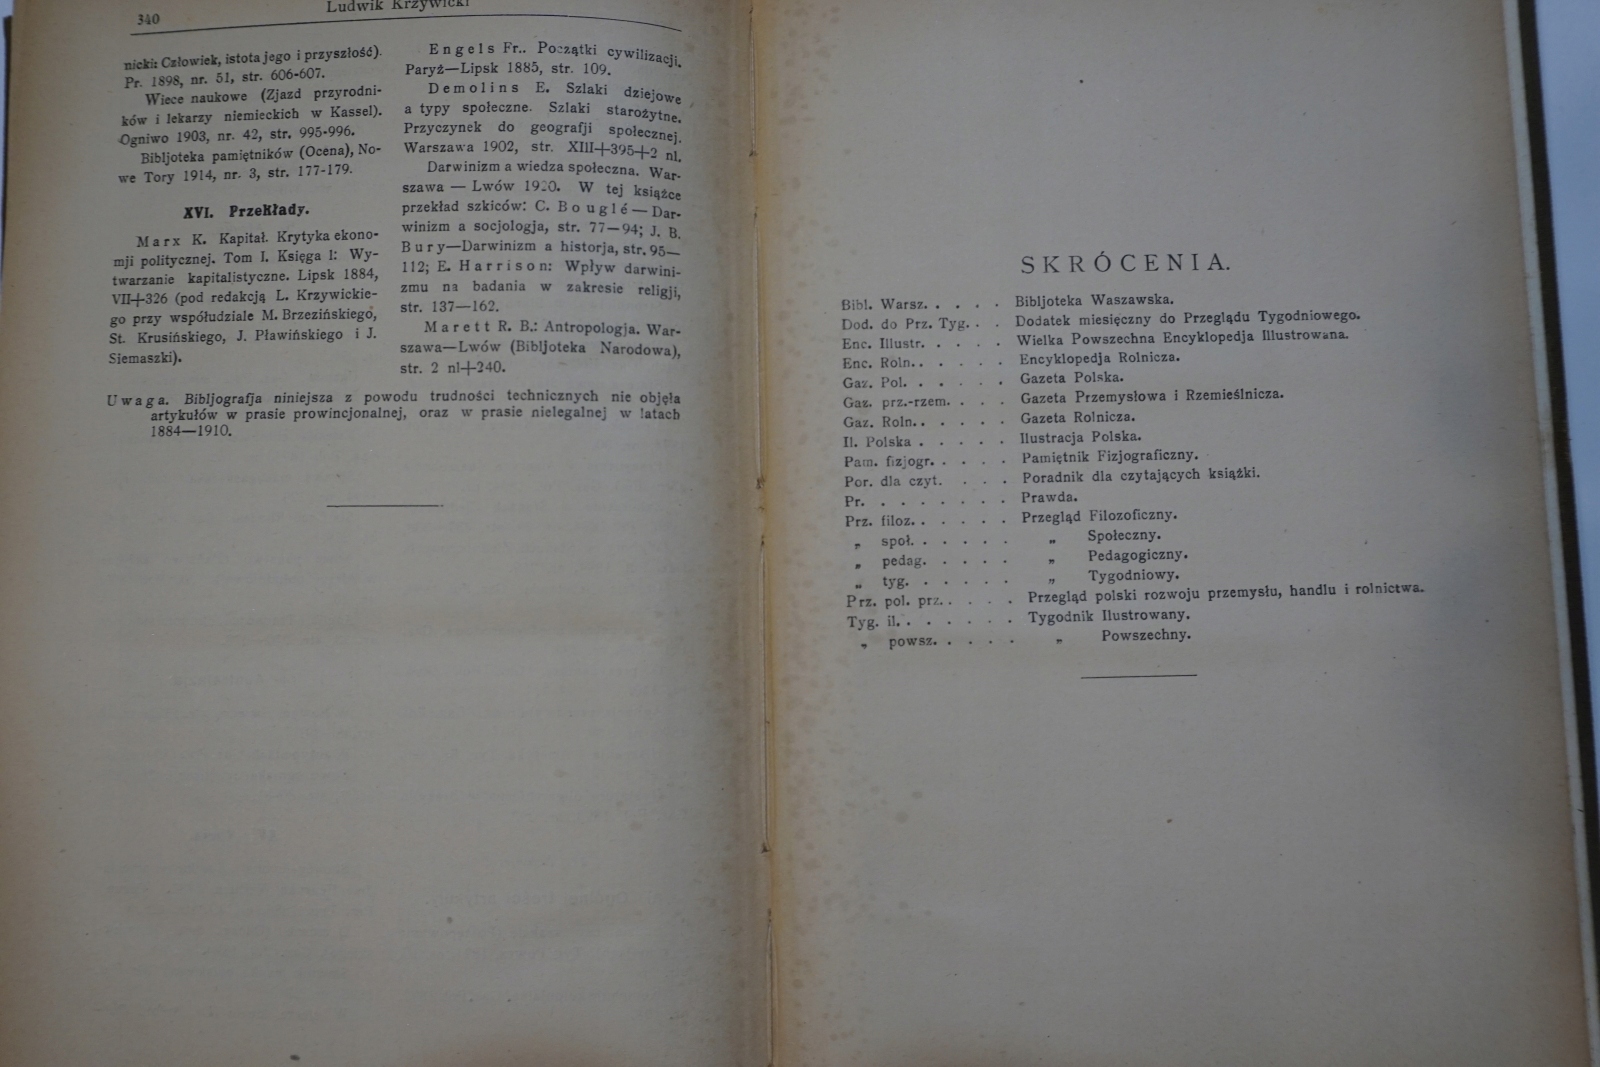 340
Ludwik Krzywicki
nicki: Człowiek, istota jego i przyszłość).
Pr. 1898, nr. 51, str. 606-607.
Wiece naukowe (Zjazd przyrodni-
ków i lekarzy niemieckich w Kassel).
Ogniwo 1903, nr. 42, str. 995-996.
Bibljoteka pamiętników (Ocena), No-
we Tory 1914, nr. 3, str. 177-179.
XVI. Przekłady.
Marx K. Kapitał. Krytyka ekono-
mji politycznej. Tom I. Księga I: Wy-
twarzanie kapitalistyczne. Lipsk 1884,
VII+326 (pod redakcją L. Krzywickie-
go przy współudziale M. Brzezińskiego,
St. Krusińskiego, J. Pławińskiego i J.
Siemaszki).
Engels Fr.. Początki cywilizacji.
Paryż—Lipsk 1885, str. 109.
Demolins E. Szlaki dziejowe
a typy społeczne. Szlaki starożytne.
Przyczynek do geografji społecznej.
Warszawa 1902, str. XIII+395+2 nl.
Darwinizm a wiedza społeczna. War-
szawa — Lwów 1920. W tej książce
przekład szkiców: C. Bouglé — Dar-
winizm a socjologja, str. 77—94; J. B.
Bury—Darwinizm a historja, str. 95—
112; E. Harrison: Wpływ darwini-
zmu na badania w zakresie religji,
str. 137—162.
Marett R. B.: Antropologja. War-
szawa—Lwów (Bibljoteka Narodowa),
str. 2 nl+240.
Uwaga. Bibljografja niniejsza z powodu trudności technicznych nie objęła
artykułów w prasie prowincjonalnej, oraz w prasie nielegalnej w latach
1884—1910.
SKRÓCENIA.
Bibl. Warsz. . . . . Bibljoteka Waszawska.
Dod. do Prz. Tyg. . . Dodatek miesięczny do Przeglądu Tygodniowego.
Enc. Illustr. . . . . Wielka Powszechna Encyklopedja Illustrowana.
Enc. Roln. . . . . . Encyklopedja Rolnicza.
Gaz. Pol. . . . . . Gazeta Polska.
Gaz. prz.-rzem. . . . Gazeta Przemysłowa i Rzemieślnicza.
Gaz. Roln. . . . . . Gazeta Rolnicza.
Il. Polska . . . . . Ilustracja Polska.
Pam. fizjogr. . . . . Pamiętnik Fizjograficzny.
Por. dla czyt. . . . Poradnik dla czytających książki.
Pr. . . . . . . . Prawda.
Prz. filoz. . . . . . Przegląd Filozoficzny.
„ społ. . . . . . „ Społeczny.
„ pedag. . . . . „ Pedagogiczny.
„ tyg. . . . . . „ Tygodniowy.
Prz. pol. prz. . . . . Przegląd polski rozwoju przemysłu, handlu i rolnictwa.
Tyg. il. . . . . . . Tygodnik Ilustrowany.
„ powsz. . . . . „ Powszechny.